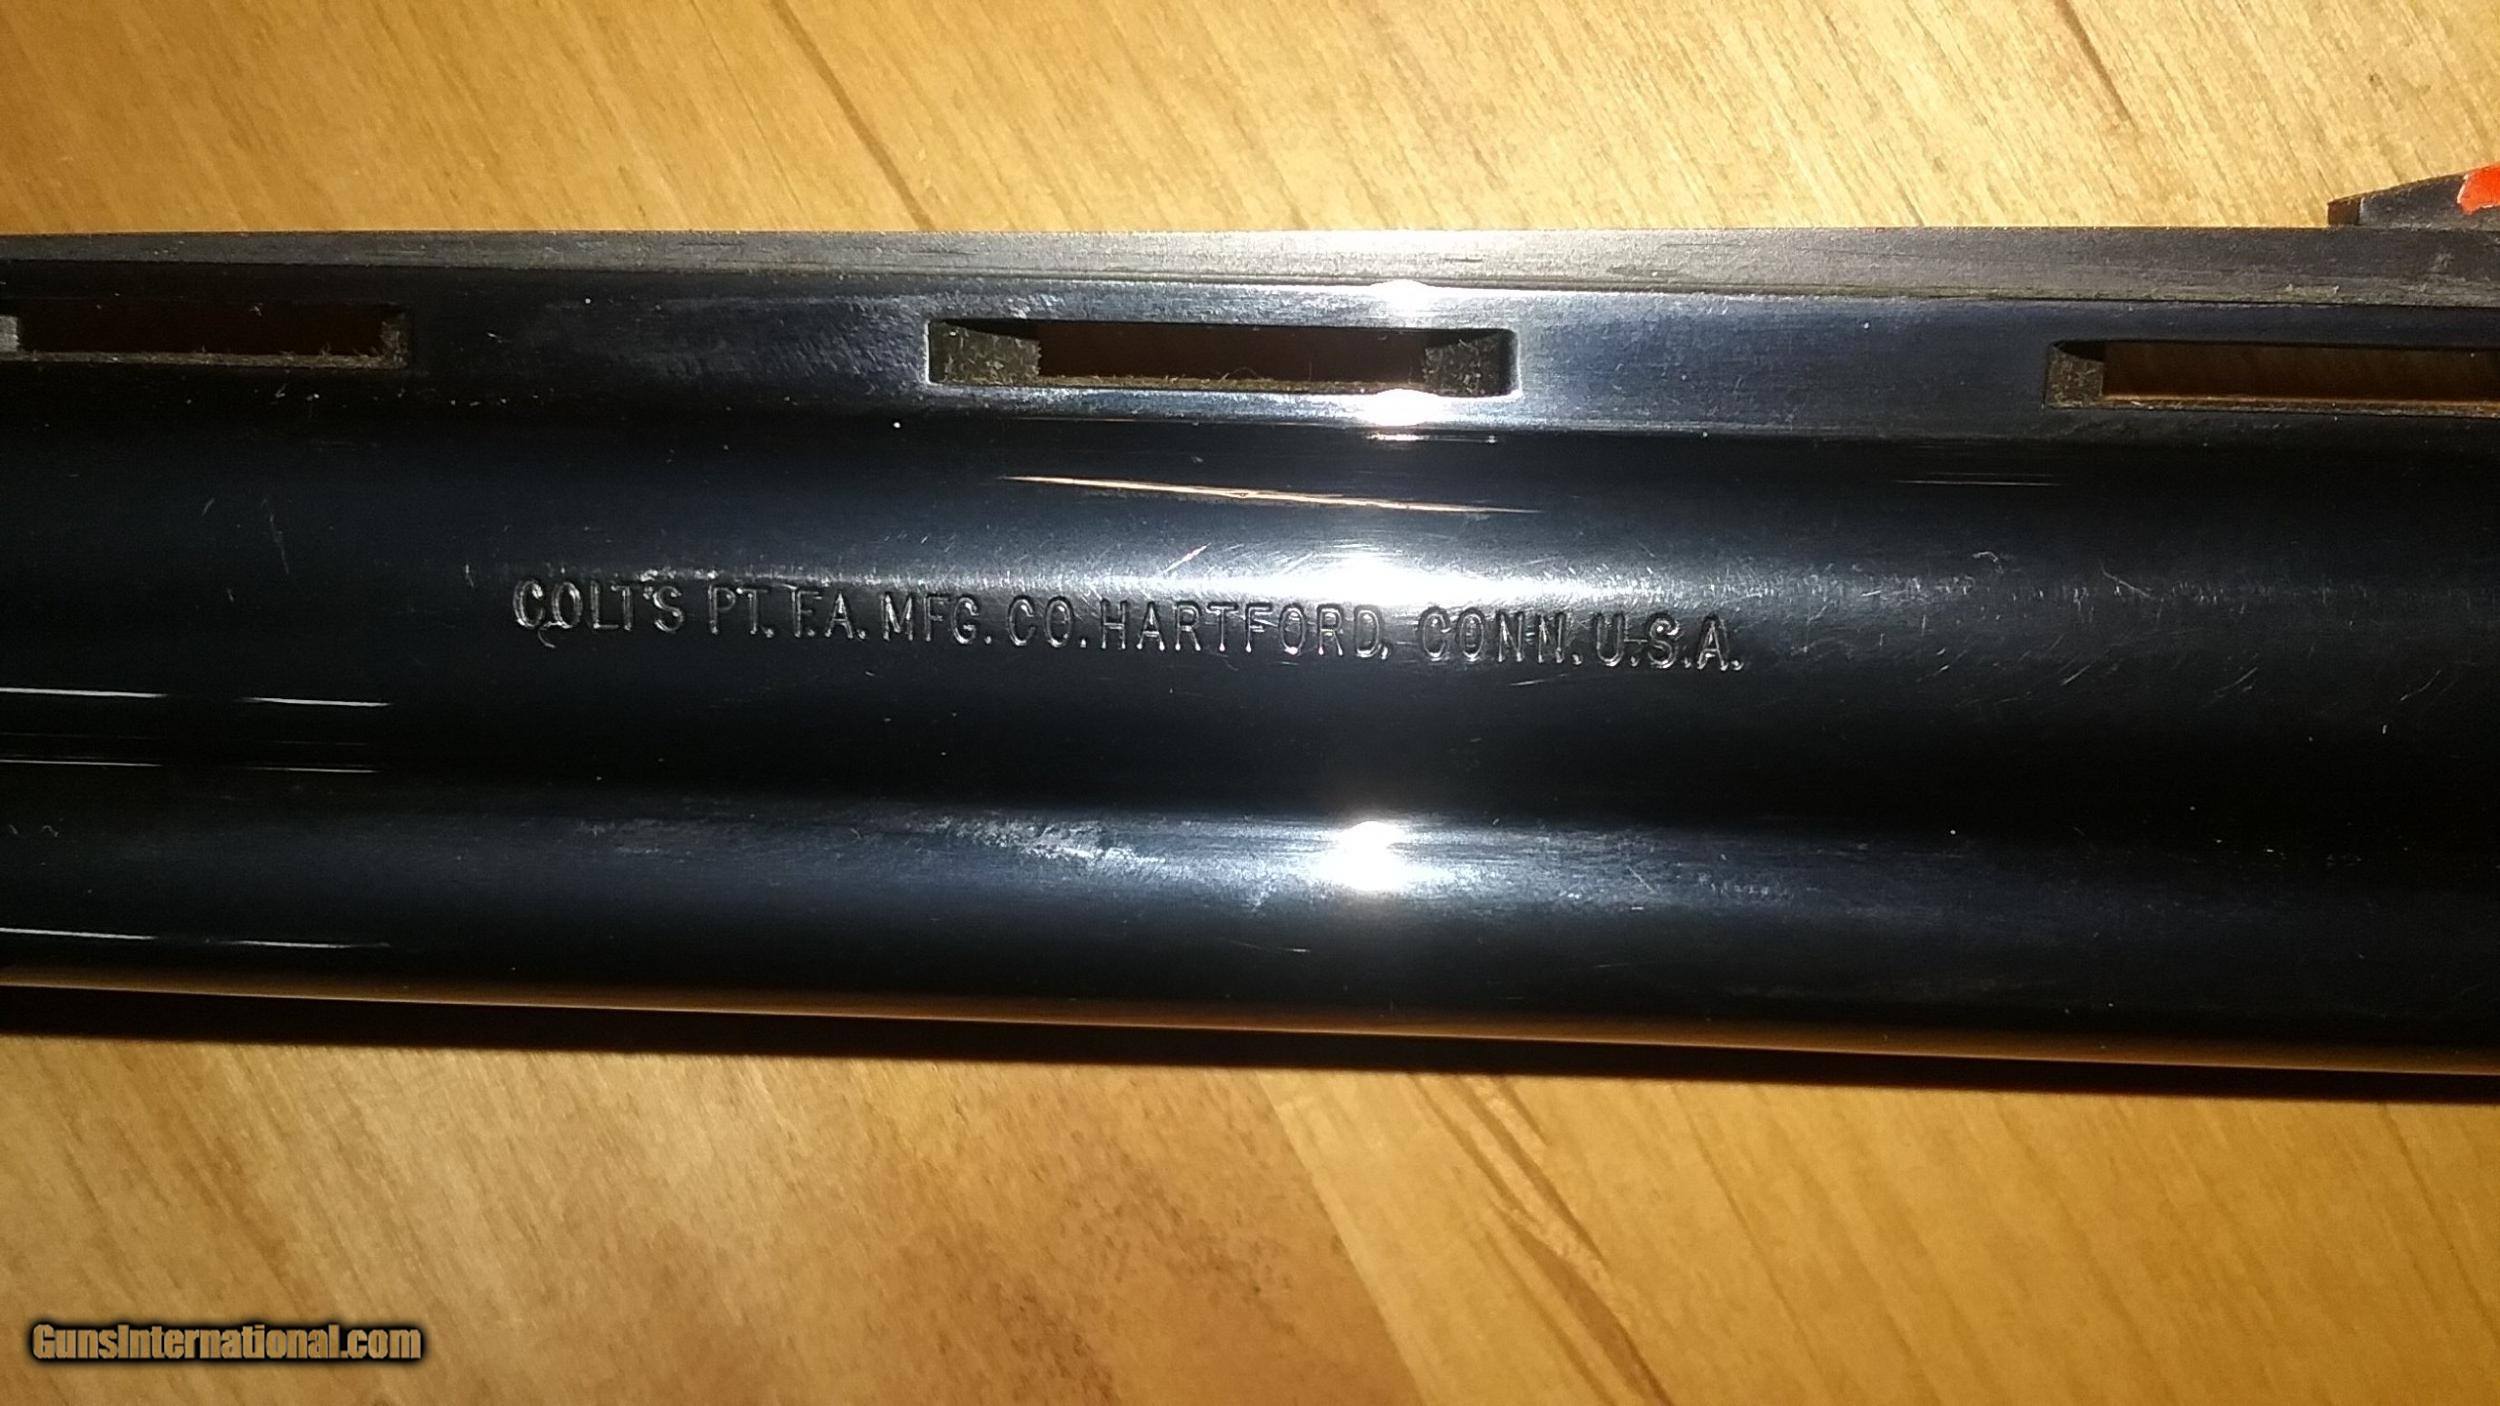 COLT'S PT. F.A. MFG. CO. HARTFORD, CONN. U.S.A.
GunsInternational.com